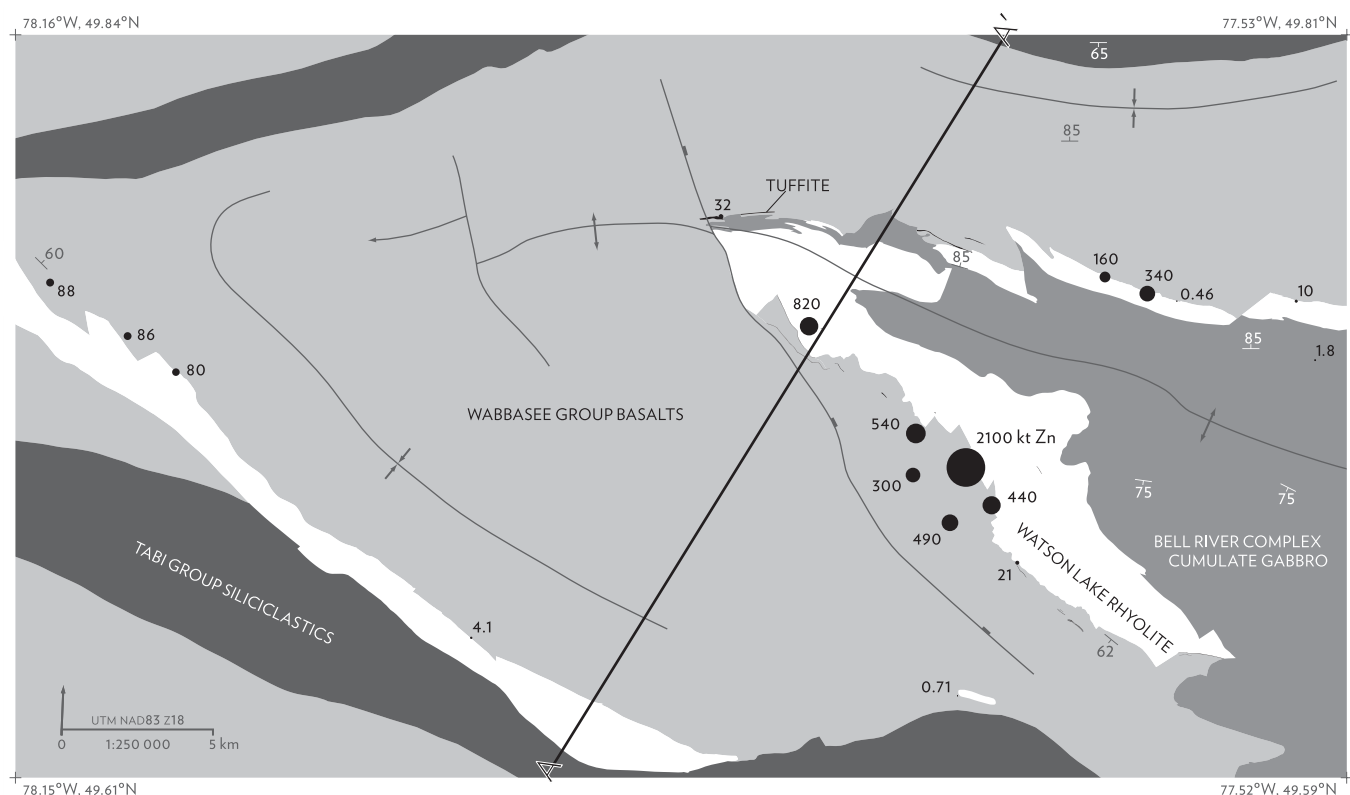 78.16°W, 49.84°N
77.53°W, 49.81°N
A'
65
85
TUFFITE
32
60
88
85
160
340
0.46
10
820
86
85
1.8
80
WABBASEE GROUP BASALTS
540
2100 kt Zn
300
75
75
440
490
WATSON LAKE RHYOLITE
BELL RIVER COMPLEX
CUMULATE GABBRO
TABI GROUP SILICICLASTICS
21
4.1
62
0.71
UTM NAD83 Z18
0
1:250 000
5 km
A
78.15°W, 49.61°N
77.52°W, 49.59°N